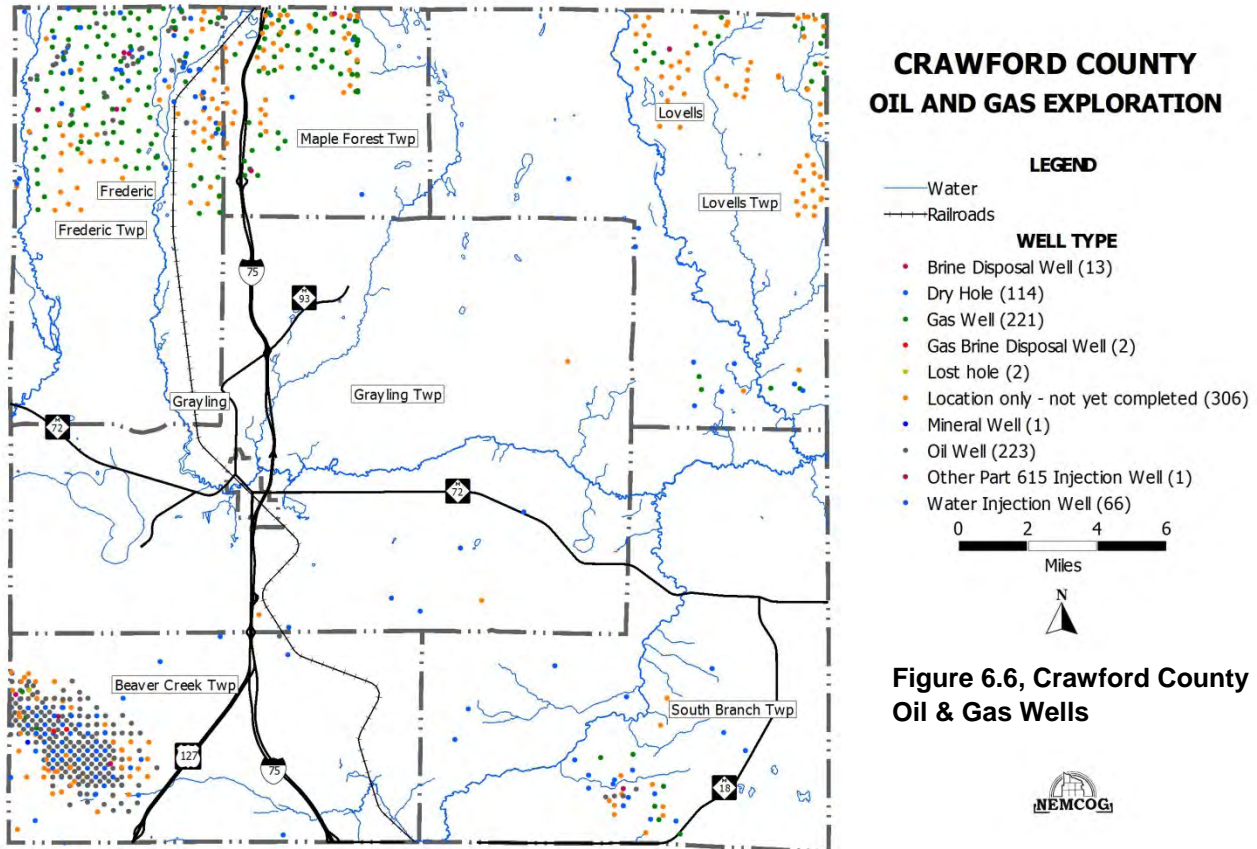 CRAWFORD COUNTY
OIL AND GAS EXPLORATION
LEGEND
Water
Railroads
WELL TYPE
Brine Disposal Well (13)
Dry Hole (114)
Gas Well (221)
Gas Brine Disposal Well (2)
Lost hole (2)
Location only - not yet completed (306)
Mineral Well (1)
Oil Well (223)
Other Part 615 Injection Well (1)
Water Injection Well (66)
0 2 4 6
Miles
N
Figure 6.6, Crawford County
Oil & Gas Wells
NEMCOG
Lovells
Maple Forest Twp
Frederic
Lovells Twp
Frederic Twp
75
M
93
Grayling
Grayling Twp
M
72
M
72
Beaver Creek Twp
South Branch Twp
127
75
M
18